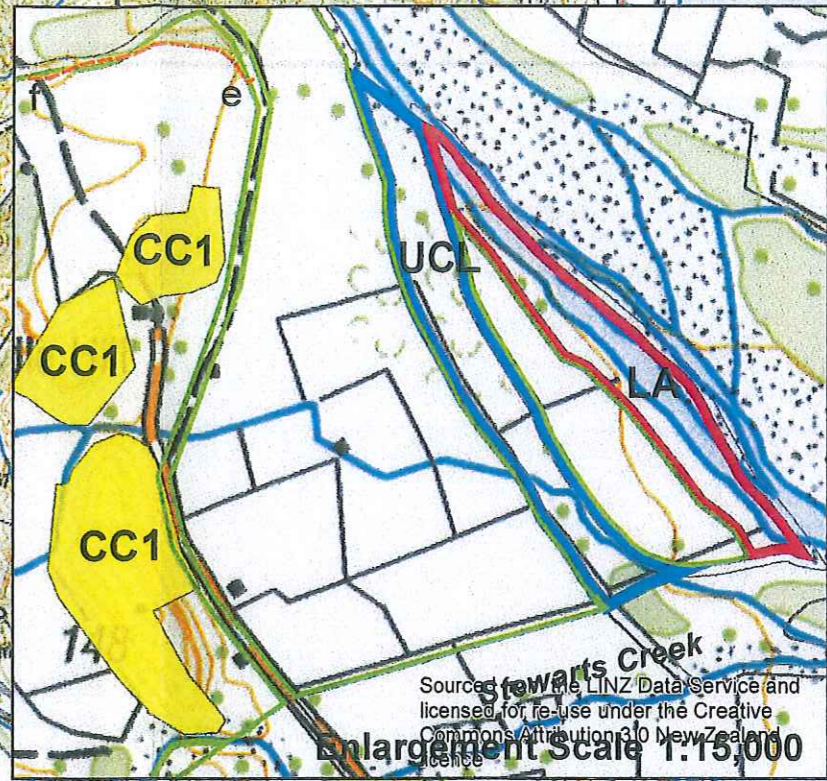 f
e
CC1
UCL
CC1
LA
CC1
148
Stewarts Creek
Sourced from the LINZ Data Service and
licensed for re-use under the Creative
Commons Attribution 3.0 New Zealand
licence
Enlargement Scale 1:15,000